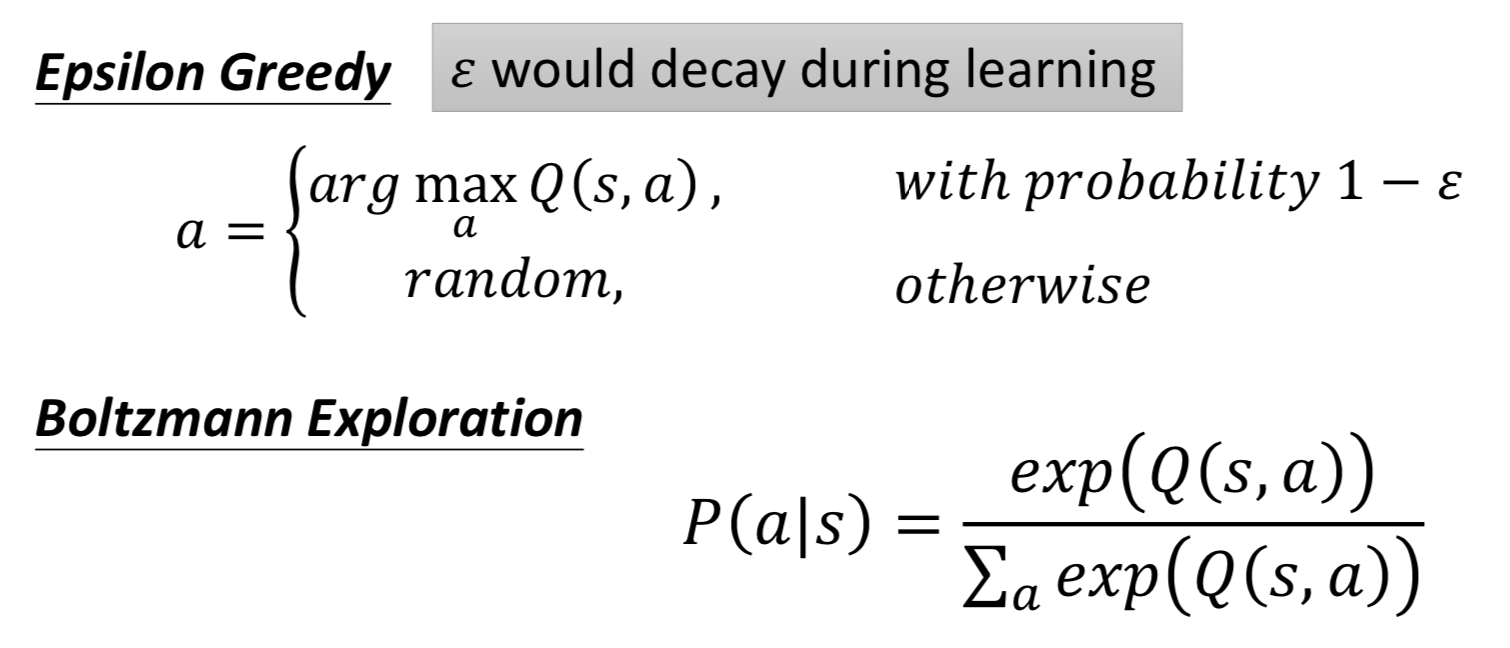 Epsilon Greedy ε would decay during learning
a = { arg max_a Q(s, a) , with probability 1 − ε
random, otherwise
Boltzmann Exploration
P(a|s) = exp(Q(s, a)) / ∑_a exp(Q(s, a))